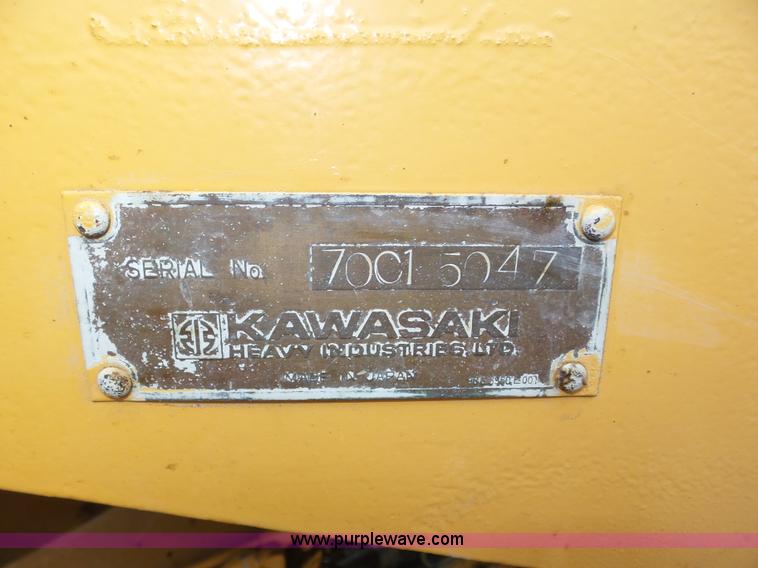 SERIAL No. 70C1 5047
KAWASAKI
HEAVY INDUSTRIES, LTD.
MADE IN JAPAN
www.purplewave.com